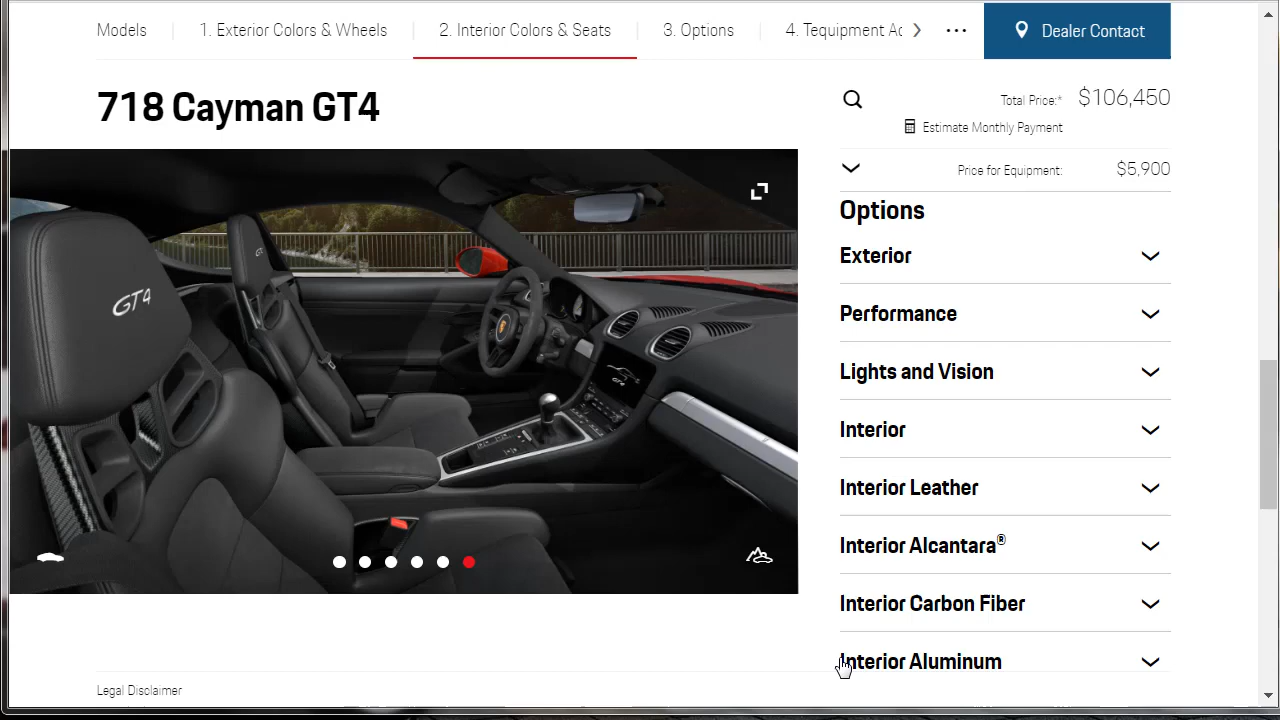 Models
1. Exterior Colors & Wheels
2. Interior Colors & Seats
3. Options
4. Tequipment Ac
Dealer Contact
718 Cayman GT4
Total Price:* $106,450
Estimate Monthly Payment
Price for Equipment: $5,900
Options
Exterior
Performance
Lights and Vision
Interior
Interior Leather
Interior Alcantara®
Interior Carbon Fiber
Interior Aluminum
GT4
GT4
GT4
Legal Disclaimer